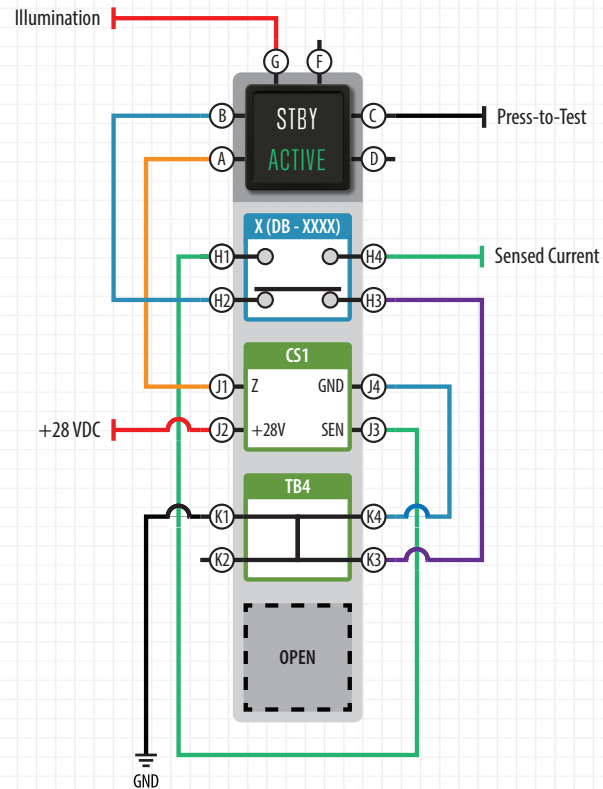 Illumination
G F
B STBY C Press-to-Test
A ACTIVE D
X (DB - XXXX)
H1 H4 Sensed Current
H2 H3
CS1
J1 Z GND J4
+28 VDC J2 +28V SEN J3
TB4
K1 K4
K2 K3
OPEN
GND